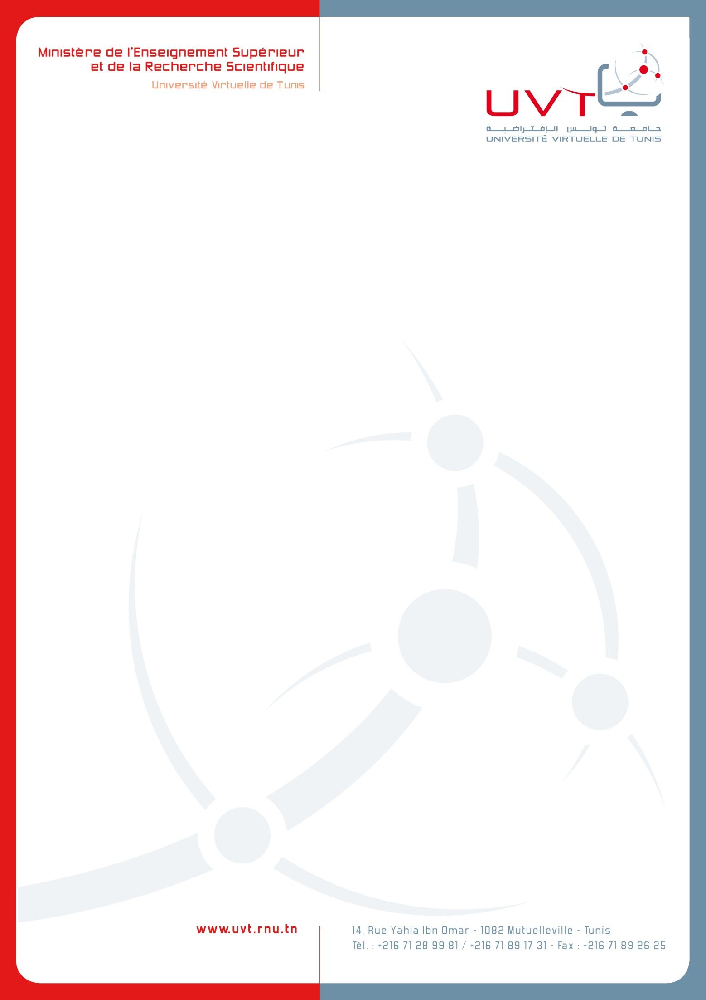 Ministère de l'Enseignement Supérieur
et de la Recherche Scientifique
Université Virtuelle de Tunis
UVT
جامعة تونس الإفتراضية
UNIVERSITÉ VIRTUELLE DE TUNIS
www.uvt.rnu.tn
14, Rue Yahia Ibn Omar - 1082 Mutuelleville - Tunis
Tél. : +216 71 28 99 81 / +216 71 89 17 31 - Fax : +216 71 89 26 25